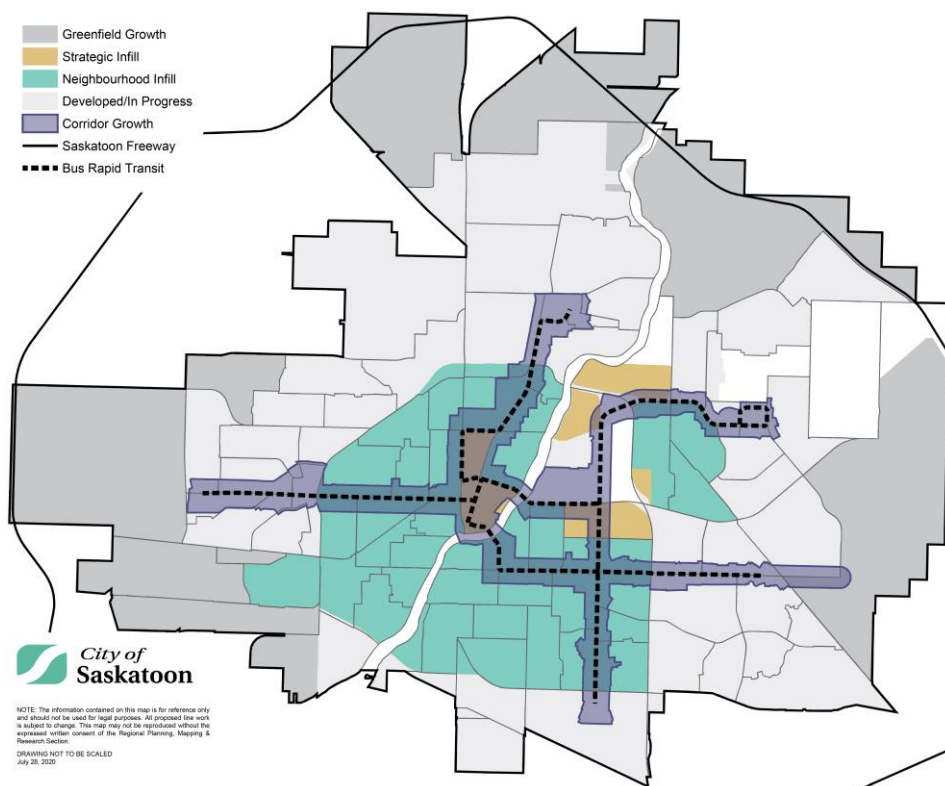 Greenfield Growth
Strategic Infill
Neighbourhood Infill
Developed/In Progress
Corridor Growth
Saskatoon Freeway
Bus Rapid Transit
City of
Saskatoon
NOTE: The information contained on this map is for reference only
and should not be used for legal purposes. All proposed line work
is subject to change. This map may not be reproduced without the
expressed written consent of the Regional Planning, Mapping &
Research Section.
DRAWING NOT TO BE SCALED
July 28, 2020